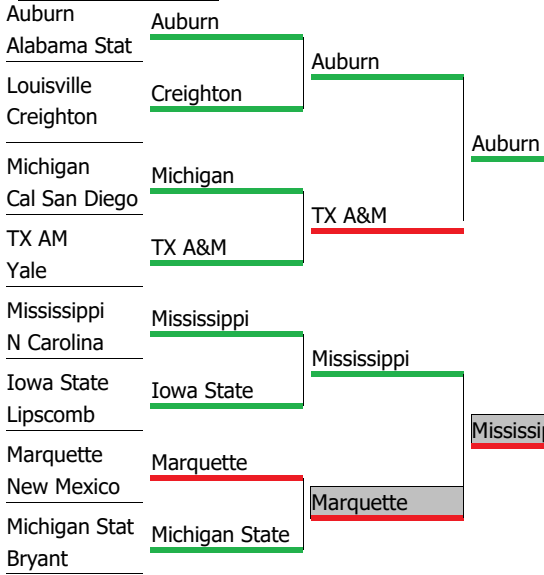 Auburn
Alabama Stat
Louisville
Creighton
Michigan
Cal San Diego
TX AM
Yale
Mississippi
N Carolina
Iowa State
Lipscomb
Marquette
New Mexico
Michigan Stat
Bryant
Auburn
Creighton
Michigan
TX A&M
Mississippi
Iowa State
Marquette
Michigan State
Auburn
TX A&M
Mississippi
Marquette
Auburn
Mississip